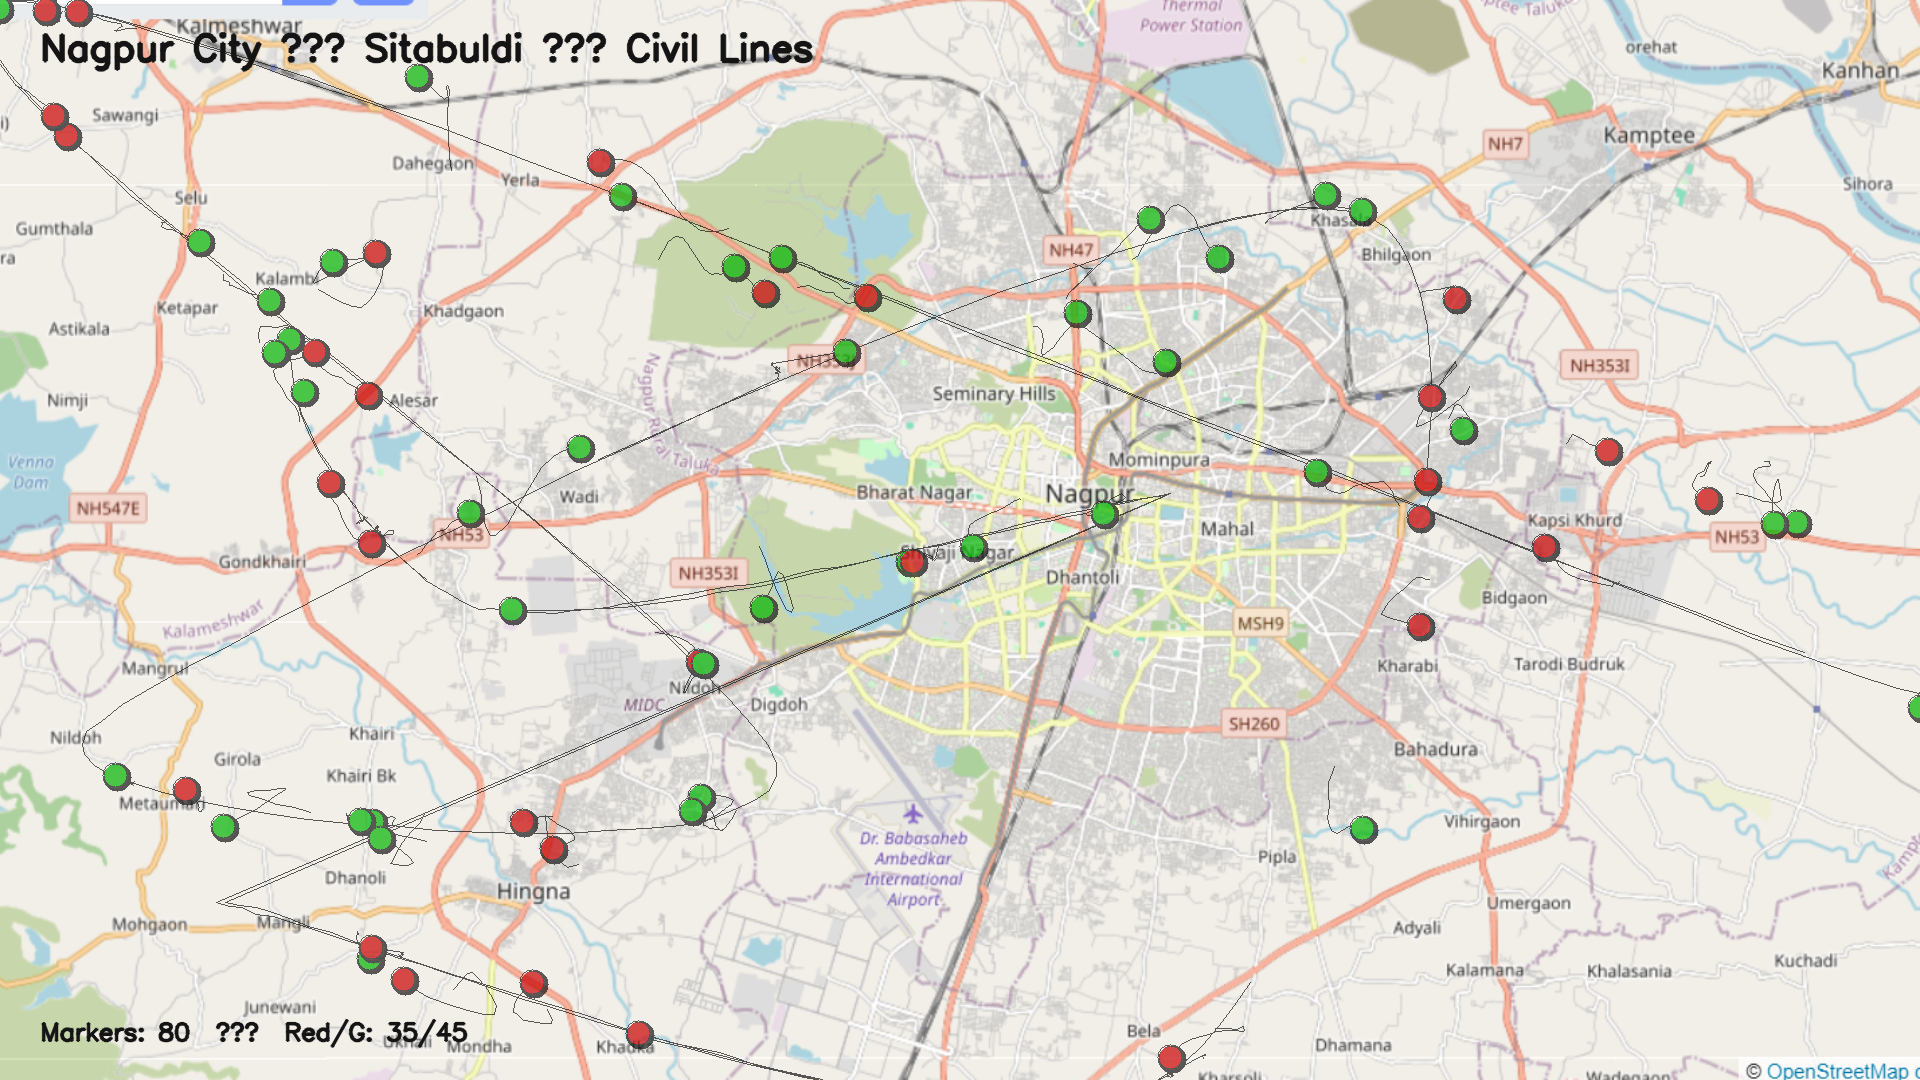 Nagpur City ??? Sitabuldi ??? Civil Lines
Kalmeshwar
Thermal
Power Station
orehat
Kanhan
Sawangi
Kamptee
NH7
Dahegaon
Yerla
Sihora
Selu
Gumthala
Khasala
NH47
Bhilgaon
Kalamb
Ketapar
Khadgaon
Astikala
NH353J
NH353I
Seminary Hills
Nimji
Alesar
Nagpur Rural Taluka
Mominpura
Venna
Dam
Bharat Nagar
Nagpur
Wadi
NH547E
Kapsi Khurd
Mahal
NH53
NH53
Shivaji Nagar
Gondkhairi
NH353I
Dhantoli
Bidgaon
Kalameshwar
MSH9
Mangrul
Kharabi
Tarodi Budruk
Nildoh
MIDC
Digdoh
SH260
Nildoh
Khairi
Bahadura
Girola
Khairi Bk
Metaumari
Vihirgaon
Dr. Babasaheb
Ambedkar
International
Airport
Pipla
Dhanoli
Hingna
Umergaon
Mohgaon
Mangli
Adyali
Kuchadi
Kalamana
Khalasania
Junewani
Markers: 80 ??? Red/G: 35/45
Bela
Ukhali
Mondha
Khadka
Dhamana
Kharsoli
Wadegaon
© OpenStreetMap c